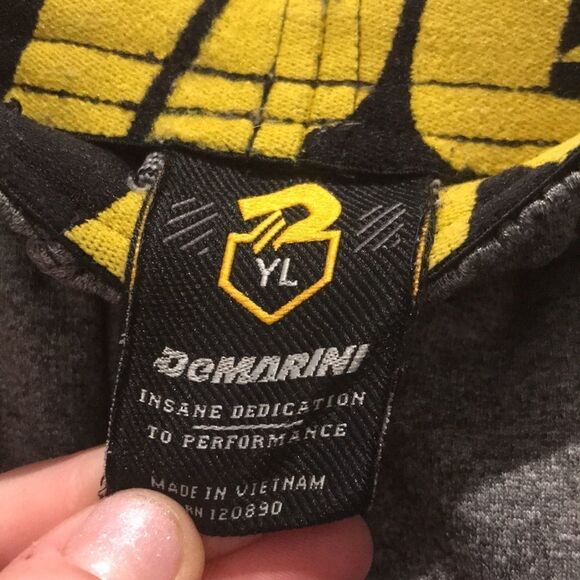 YL
DeMARINI
INSANE DEDICATION
TO PERFORMANCE
MADE IN VIETNAM
RN 120890